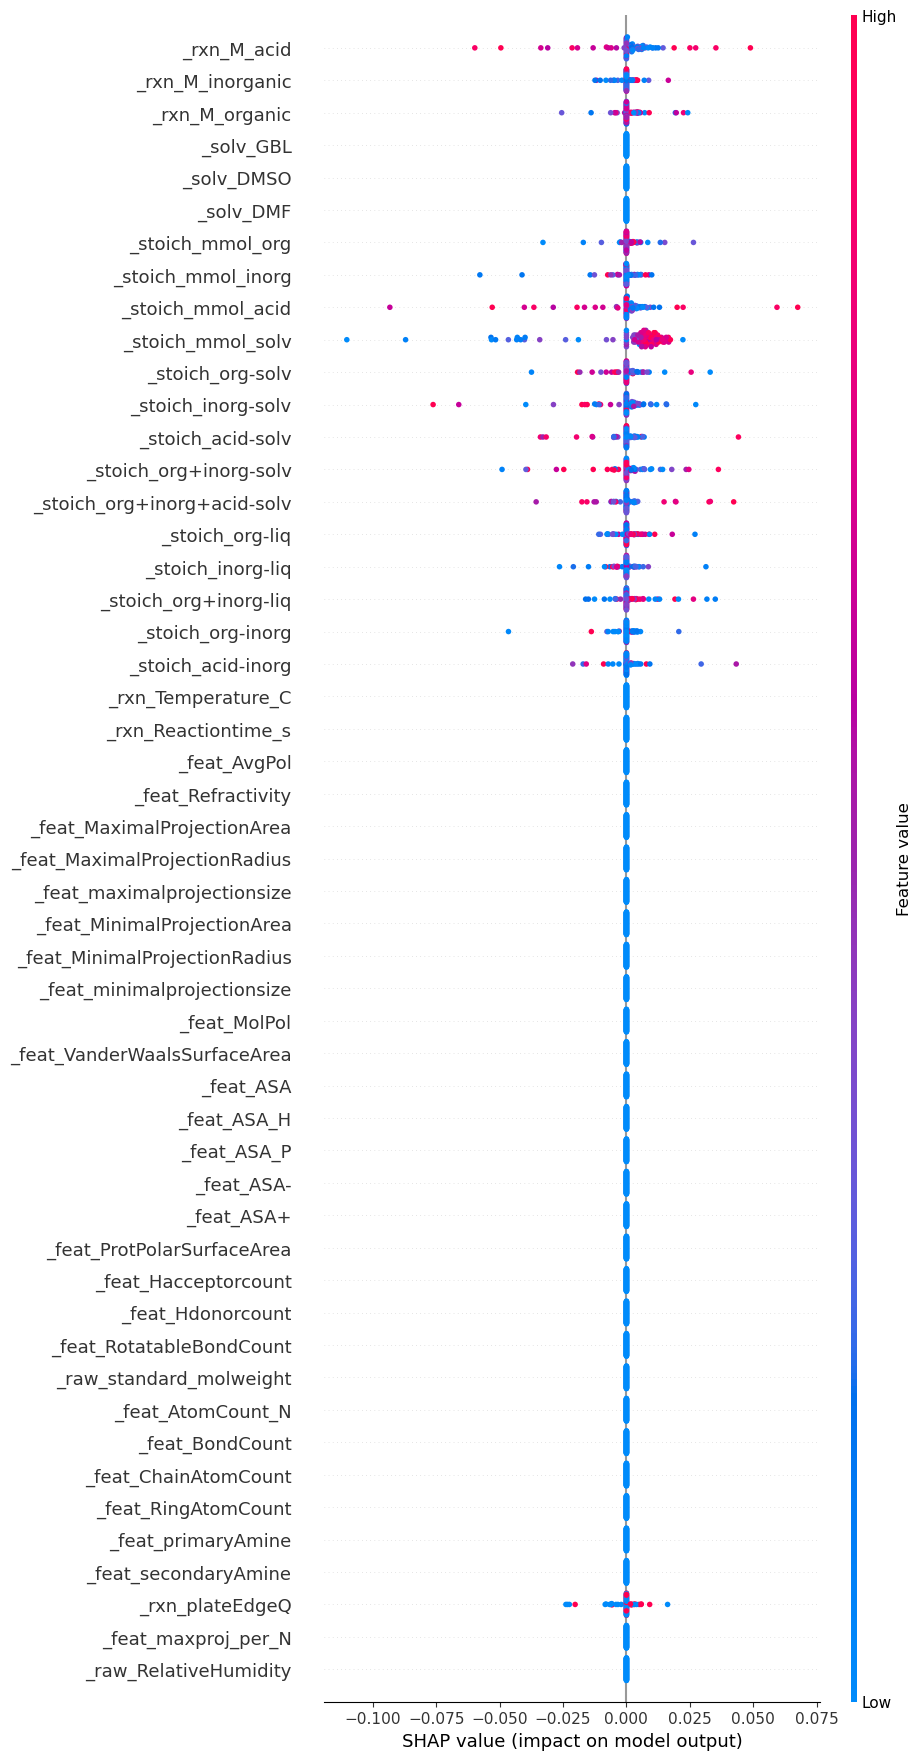 High
_rxn_M_acid
_rxn_M_inorganic
_rxn_M_organic
_solv_GBL
_solv_DMSO
_solv_DMF
_stoich_mmol_org
_stoich_mmol_inorg
_stoich_mmol_acid
_stoich_mmol_solv
_stoich_org-solv
_stoich_inorg-solv
_stoich_acid-solv
_stoich_org+inorg-solv
_stoich_org+inorg+acid-solv
_stoich_org-liq
_stoich_inorg-liq
_stoich_org+inorg-liq
_stoich_org-inorg
_stoich_acid-inorg
_rxn_Temperature_C
_rxn_Reactiontime_s
_feat_AvgPol
_feat_Refractivity
_feat_MaximalProjectionArea
_feat_MaximalProjectionRadius
_feat_maximalprojectionsize
_feat_MinimalProjectionArea
_feat_MinimalProjectionRadius
_feat_minimalprojectionsize
_feat_MolPol
_feat_VanderWaalsSurfaceArea
_feat_ASA
_feat_ASA_H
_feat_ASA_P
_feat_ASA-
_feat_ASA+
_feat_ProtPolarSurfaceArea
_feat_Hacceptorcount
_feat_Hdonorcount
_feat_RotatableBondCount
_raw_standard_molweight
_feat_AtomCount_N
_feat_BondCount
_feat_ChainAtomCount
_feat_RingAtomCount
_feat_primaryAmine
_feat_secondaryAmine
_rxn_plateEdgeQ
_feat_maxproj_per_N
_raw_RelativeHumidity
Feature value
Low
−0.100 −0.075 −0.050 −0.025 0.000 0.025 0.050 0.075
SHAP value (impact on model output)